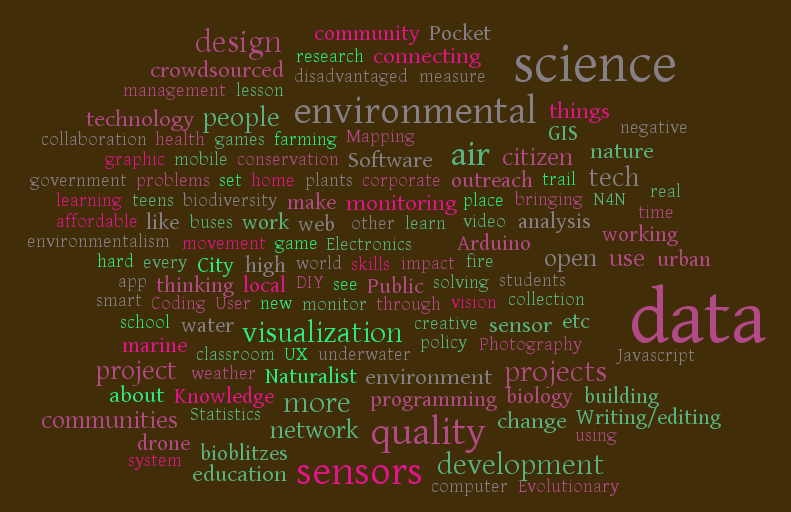 design community Pocket
research connecting science
crowdsourced disadvantaged measure
management lesson
technology people environmental things
collaboration health games farming Mapping GIS negative
graphic mobile conservation Software air citizen nature
government problems set home plants corporate outreach trail tech
learning teens biodiversity make monitoring place bringing N4N real
affordable like buses work web other learn video analysis time
environmentalism movement game Electronics Arduino working
hard every City high world skills impact fire open use urban
app thinking local DIY see Public solving students
smart Coding User new monitor through vision collection
data
school water visualization creative sensor etc
marine classroom UX underwater policy Photography Javascript
project weather Naturalist environment projects
about Knowledge more programming biology building
communities Statistics network quality change Writing/editing
drone bioblitzes using
system education sensors development
computer Evolutionary